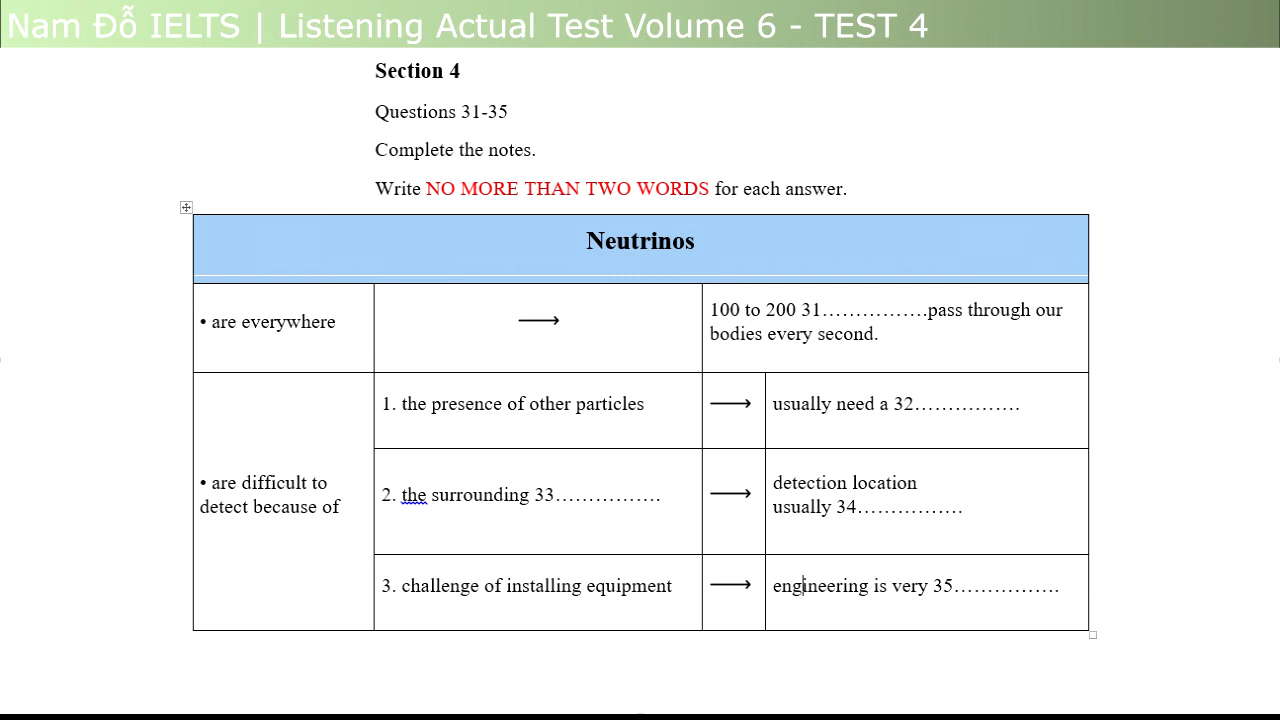 Nam Đỗ IELTS | Listening Actual Test Volume 6 - TEST 4
Section 4
Questions 31-35
Complete the notes.
Write NO MORE THAN TWO WORDS for each answer.
Neutrinos
• are everywhere
⟶
100 to 200 31…………….pass through our
bodies every second.
• are difficult to
detect because of
1. the presence of other particles
⟶
usually need a 32…………….
2. the surrounding 33…………….
⟶
detection location
usually 34…………….
3. challenge of installing equipment
⟶
engineering is very 35…………….